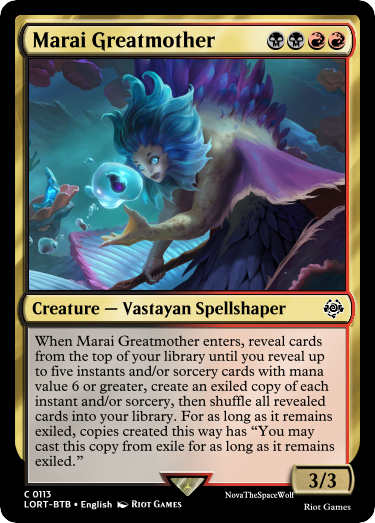 Marai Greatmother
Creature — Vastayan Spellshaper
When Marai Greatmother enters, reveal cards
from the top of your library until you reveal up
to five instants and/or sorcery cards with mana
value 6 or greater, create an exiled copy of each
instant and/or sorcery, then shuffle all revealed
cards into your library. For as long as it remains
exiled, copies created this way has “You may
cast this copy from exile for as long as it remains
exiled.”
3/3
C 0113
LORT-BTB • English Riot Games
NovaTheSpaceWolf
Riot Games